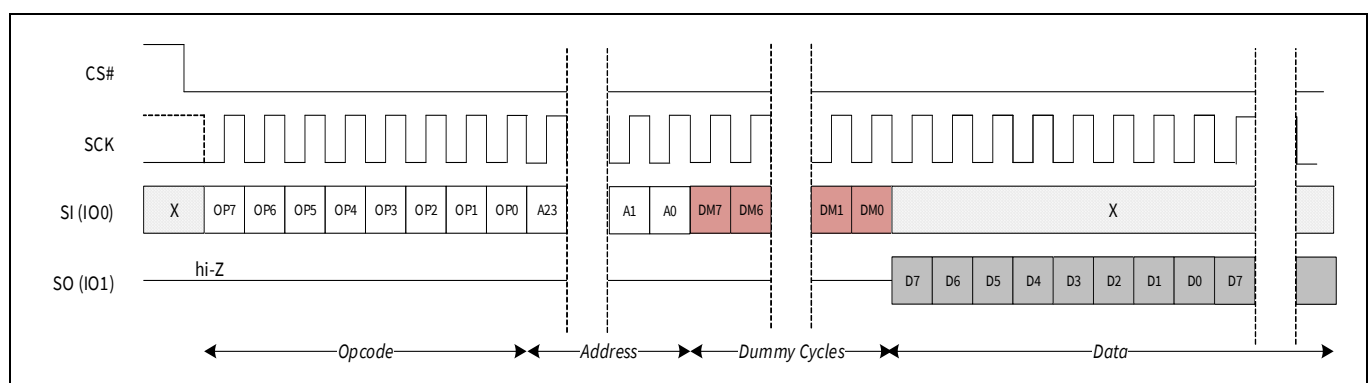 CS#
SCK
SI (IO0) X OP7 OP6 OP5 OP4 OP3 OP2 OP1 OP0 A23 A1 A0 DM7 DM6 DM1 DM0 X
hi-Z
SO (IO1) D7 D6 D5 D4 D3 D2 D1 D0 D7
Opcode Address Dummy Cycles Data